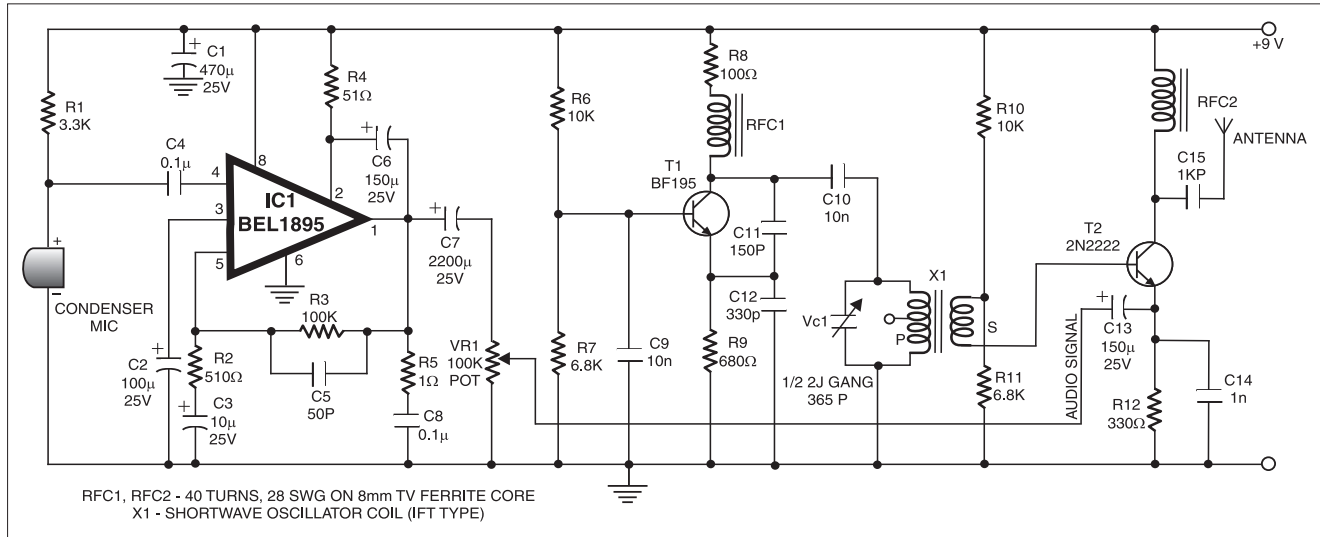 +9 V
C1
470μ
25V
R1
3.3K
C4
0.1μ
R4
51Ω
C6
150μ
25V
4
8
2
3
5
6
1
IC1
BEL1895
C7
2200μ
25V
CONDENSER
MIC
R3
100K
C2
100μ
25V
R2
510Ω
C3
10μ
25V
C5
50P
R5
1Ω
C8
0.1μ
VR1
100K
POT
R6
10K
R7
6.8K
C9
10n
R8
100Ω
RFC1
T1
BF195
C11
150P
C12
330p
R9
680Ω
C10
10n
Vc1
1/2 2J GANG
365 P
X1
P
S
R10
10K
R11
6.8K
AUDIO SIGNAL
RFC2
ANTENNA
C15
1KP
T2
2N2222
C13
150μ
25V
R12
330Ω
C14
1n
RFC1, RFC2 - 40 TURNS, 28 SWG ON 8mm TV FERRITE CORE
X1 - SHORTWAVE OSCILLATOR COIL (IFT TYPE)